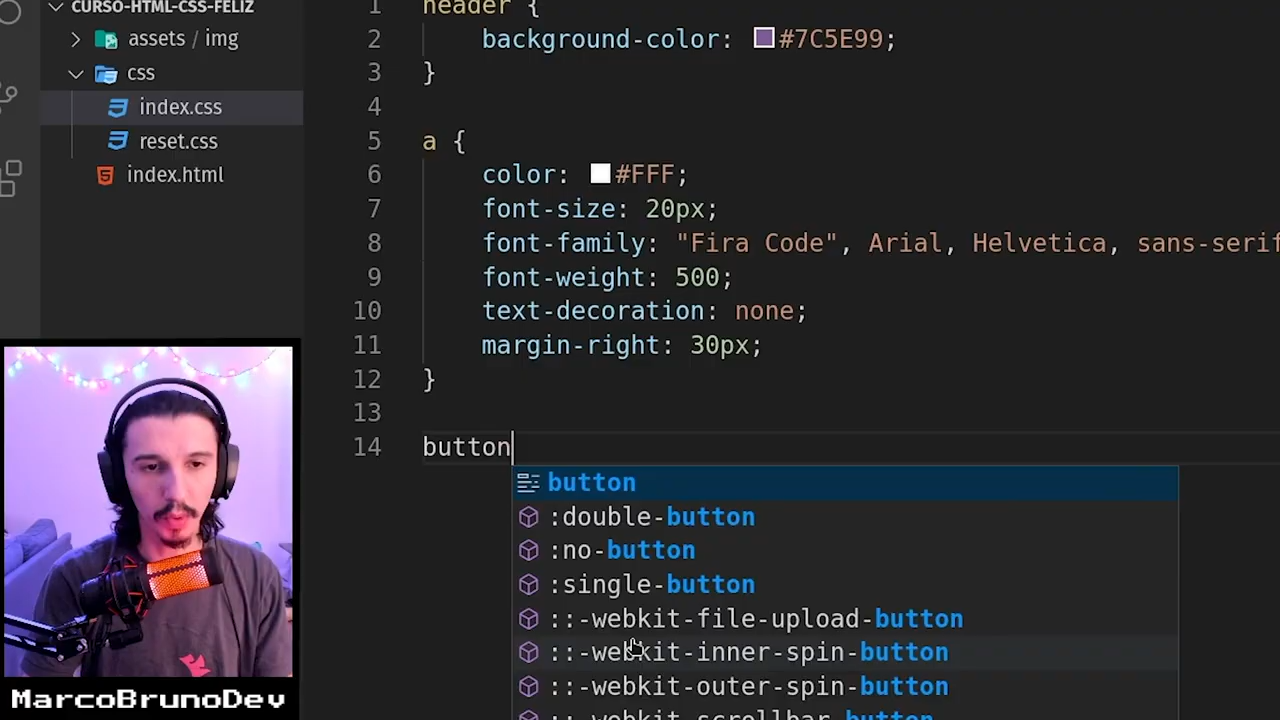 CURSO-HTML-CSS-FELIZ
assets / img
css
index.css
reset.css
index.html
1 header {
2 background-color: #7C5E99;
3 }
4
5 a {
6 color: #FFF;
7 font-size: 20px;
8 font-family: "Fira Code", Arial, Helvetica, sans-serif
9 font-weight: 500;
10 text-decoration: none;
11 margin-right: 30px;
12 }
13
14 button
button
:double-button
:no-button
:single-button
::-webkit-file-upload-button
::-webkit-inner-spin-button
::-webkit-outer-spin-button
::-webkit-scrollbar-button
MarcoBrunoDev